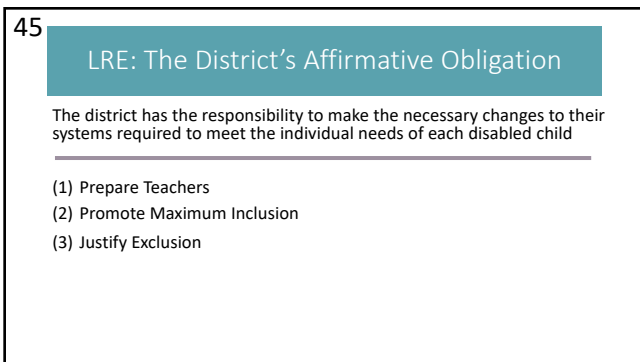 45
LRE: The District's Affirmative Obligation
The district has the responsibility to make the necessary changes to their
systems required to meet the individual needs of each disabled child
(1) Prepare Teachers
(2) Promote Maximum Inclusion
(3) Justify Exclusion